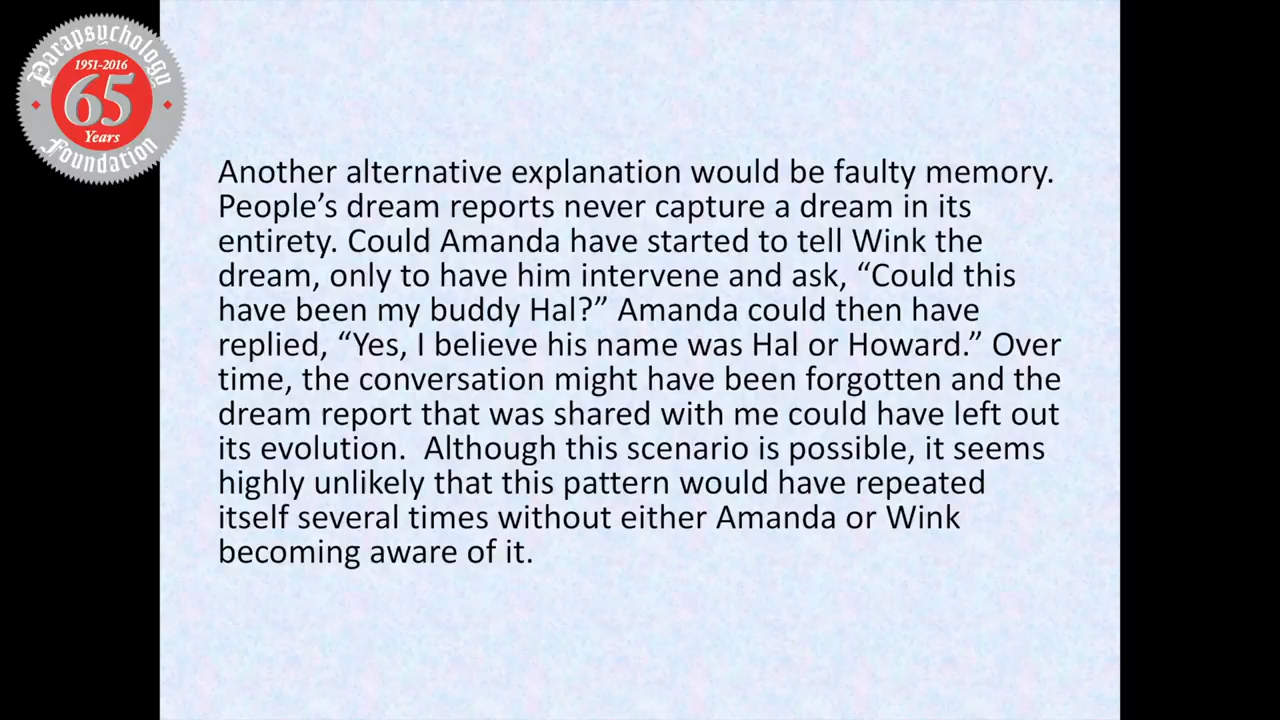 Parapsychology
1951-2016
65
Years
Foundation
Another alternative explanation would be faulty memory.
People’s dream reports never capture a dream in its
entirety. Could Amanda have started to tell Wink the
dream, only to have him intervene and ask, “Could this
have been my buddy Hal?” Amanda could then have
replied, “Yes, I believe his name was Hal or Howard.” Over
time, the conversation might have been forgotten and the
dream report that was shared with me could have left out
its evolution.  Although this scenario is possible, it seems
highly unlikely that this pattern would have repeated
itself several times without either Amanda or Wink
becoming aware of it.